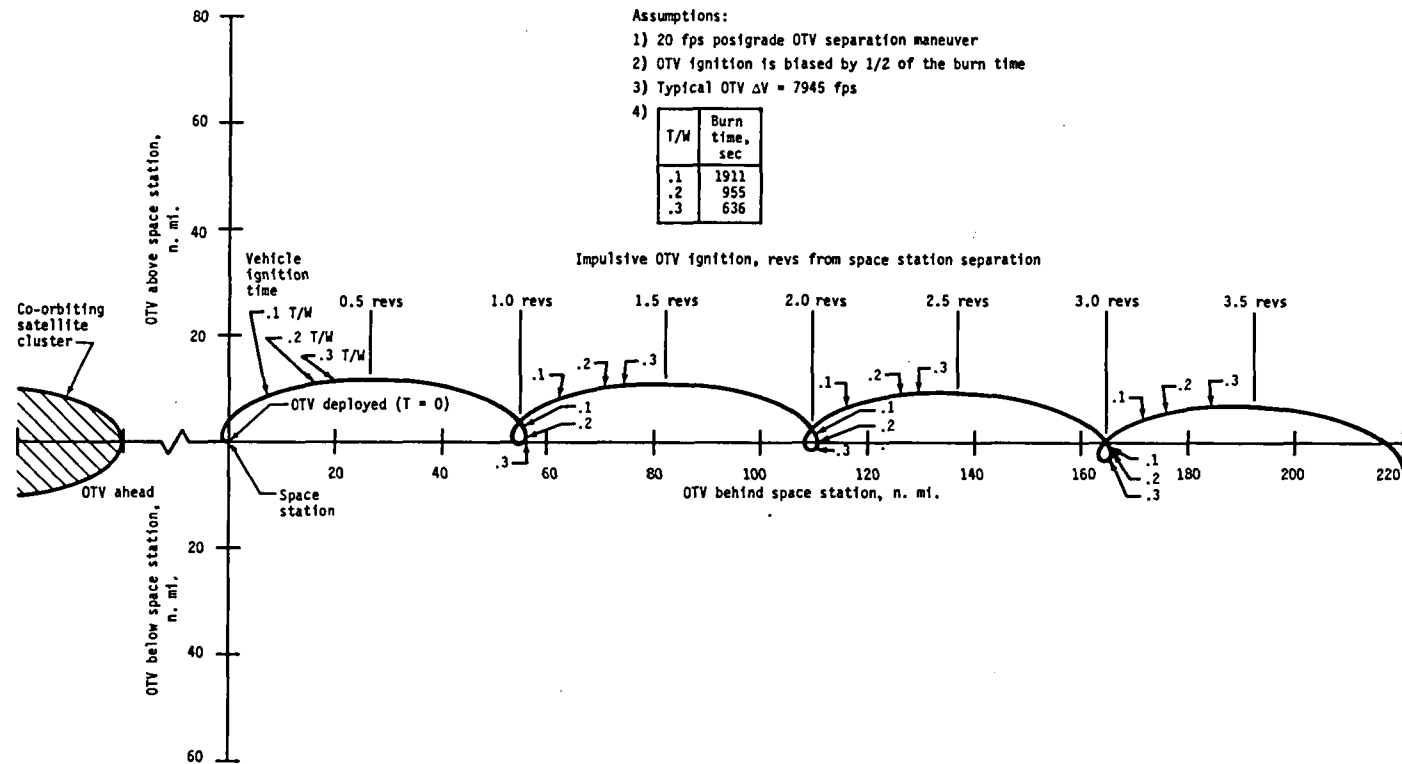 Assumptions:
1) 20 fps posigrade OTV separation maneuver
2) OTV ignition is biased by 1/2 of the burn time
3) Typical OTV ΔV = 7945 fps
4)
T/W
Burn
time,
sec
.1 1911
.2 955
.3 636
80
60
40
20
OTV above space station,
n. mi.
Impulsive OTV ignition, revs from space station separation
Vehicle
ignition
time
.1 T/W
.2 T/W
.3 T/W
0.5 revs
1.0 revs
1.5 revs
2.0 revs
2.5 revs
3.0 revs
3.5 revs
Co-orbiting
satellite
cluster
OTV deployed (T = 0)
.1
.2
.3
.1
.2
.3
.1
.2
.3
.1
.2
.3
.1
.2
.3
.1
.2
.3
20 40 60 80 100 120 140 160 180 200 220
OTV ahead
Space
station
OTV behind space station, n. mi.
OTV below space station,
n. mi.
20
40
60